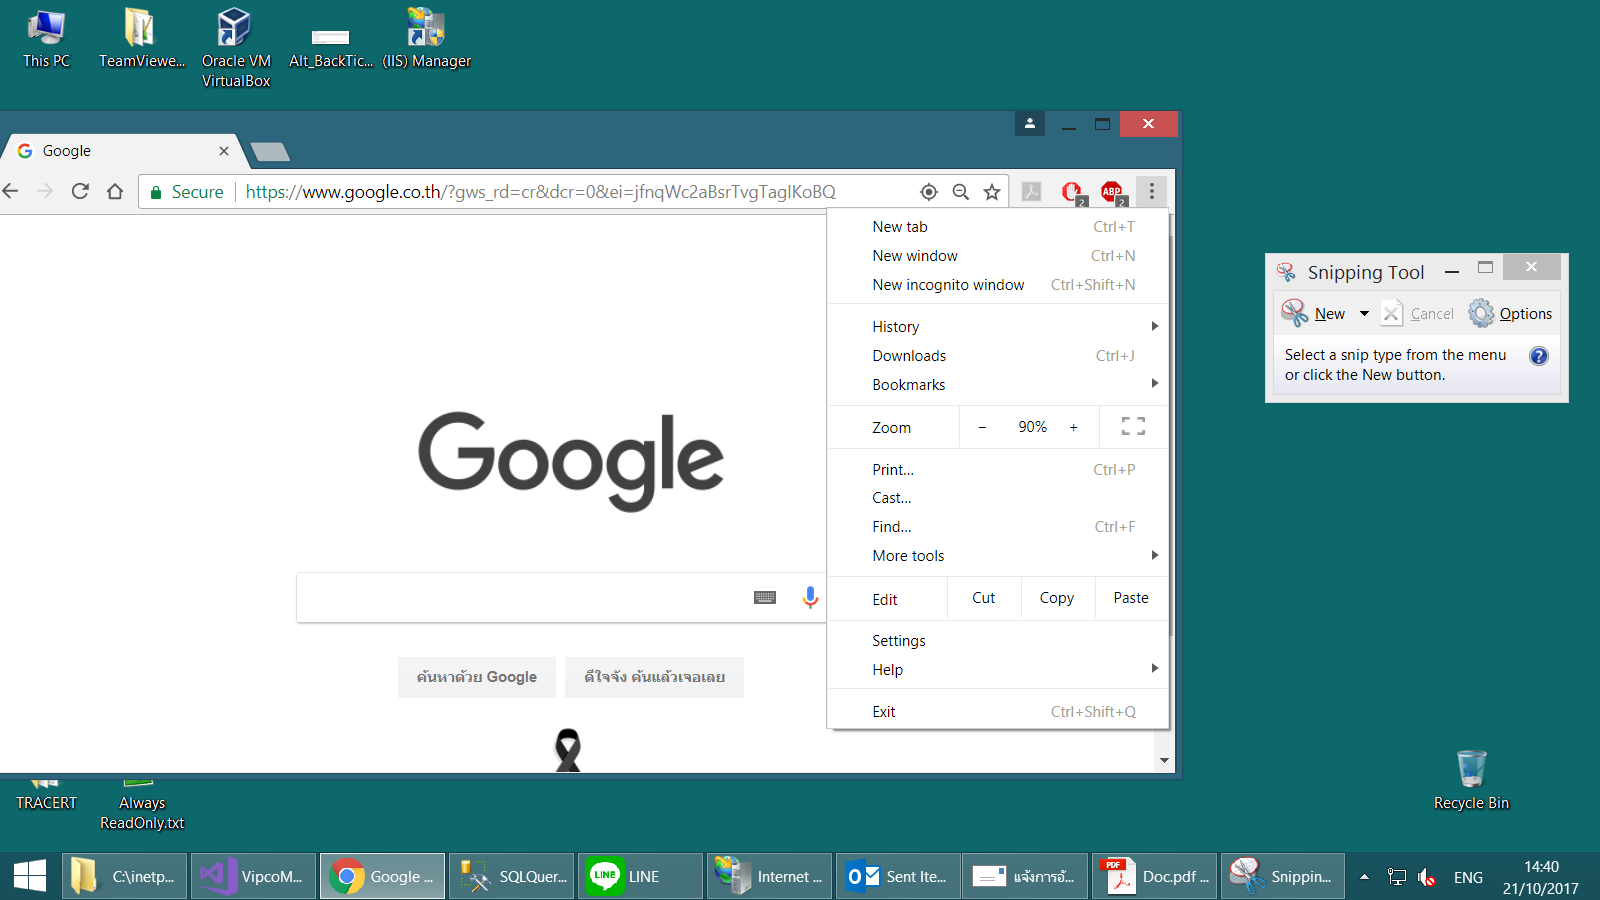 This PC
TeamViewe...
Oracle VM
VirtualBox
Alt_BackTic...
(IIS) Manager
Google
Secure
https://www.google.co.th/?gws_rd=cr&dcr=0&ei=jfnqWc2aBsrTvgTagIKoBQ
2
ABP
2
New tab Ctrl+T
New window Ctrl+N
New incognito window Ctrl+Shift+N
History
Downloads Ctrl+J
Bookmarks
Zoom - 90% +
Print... Ctrl+P
Cast...
Find... Ctrl+F
More tools
Edit Cut Copy Paste
Settings
Help
Exit Ctrl+Shift+Q
Google
ค้นหาด้วย Google
ดีใจจัง ค้นแล้วเจอเลย
Snipping Tool
New Cancel Options
Select a snip type from the menu
or click the New button.
TRACERT
Always
ReadOnly.txt
Recycle Bin
C:\inetp...
VipcoM...
Google ...
SQLQuer...
LINE
LINE
Internet ...
Sent Ite...
แจ้งการอั...
PDF
Doc.pdf ...
Snippin...
ENG
14:40
21/10/2017